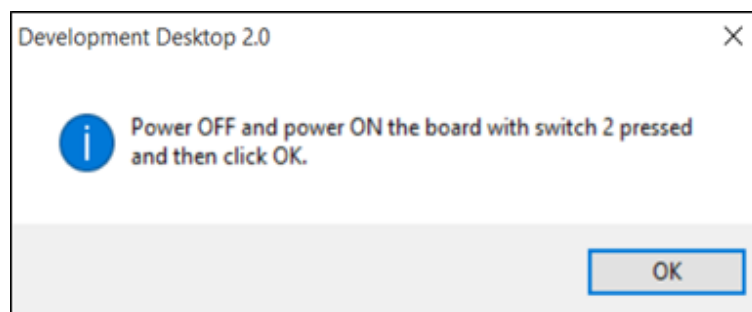 Development Desktop 2.0
Power OFF and power ON the board with switch 2 pressed
and then click OK.
OK